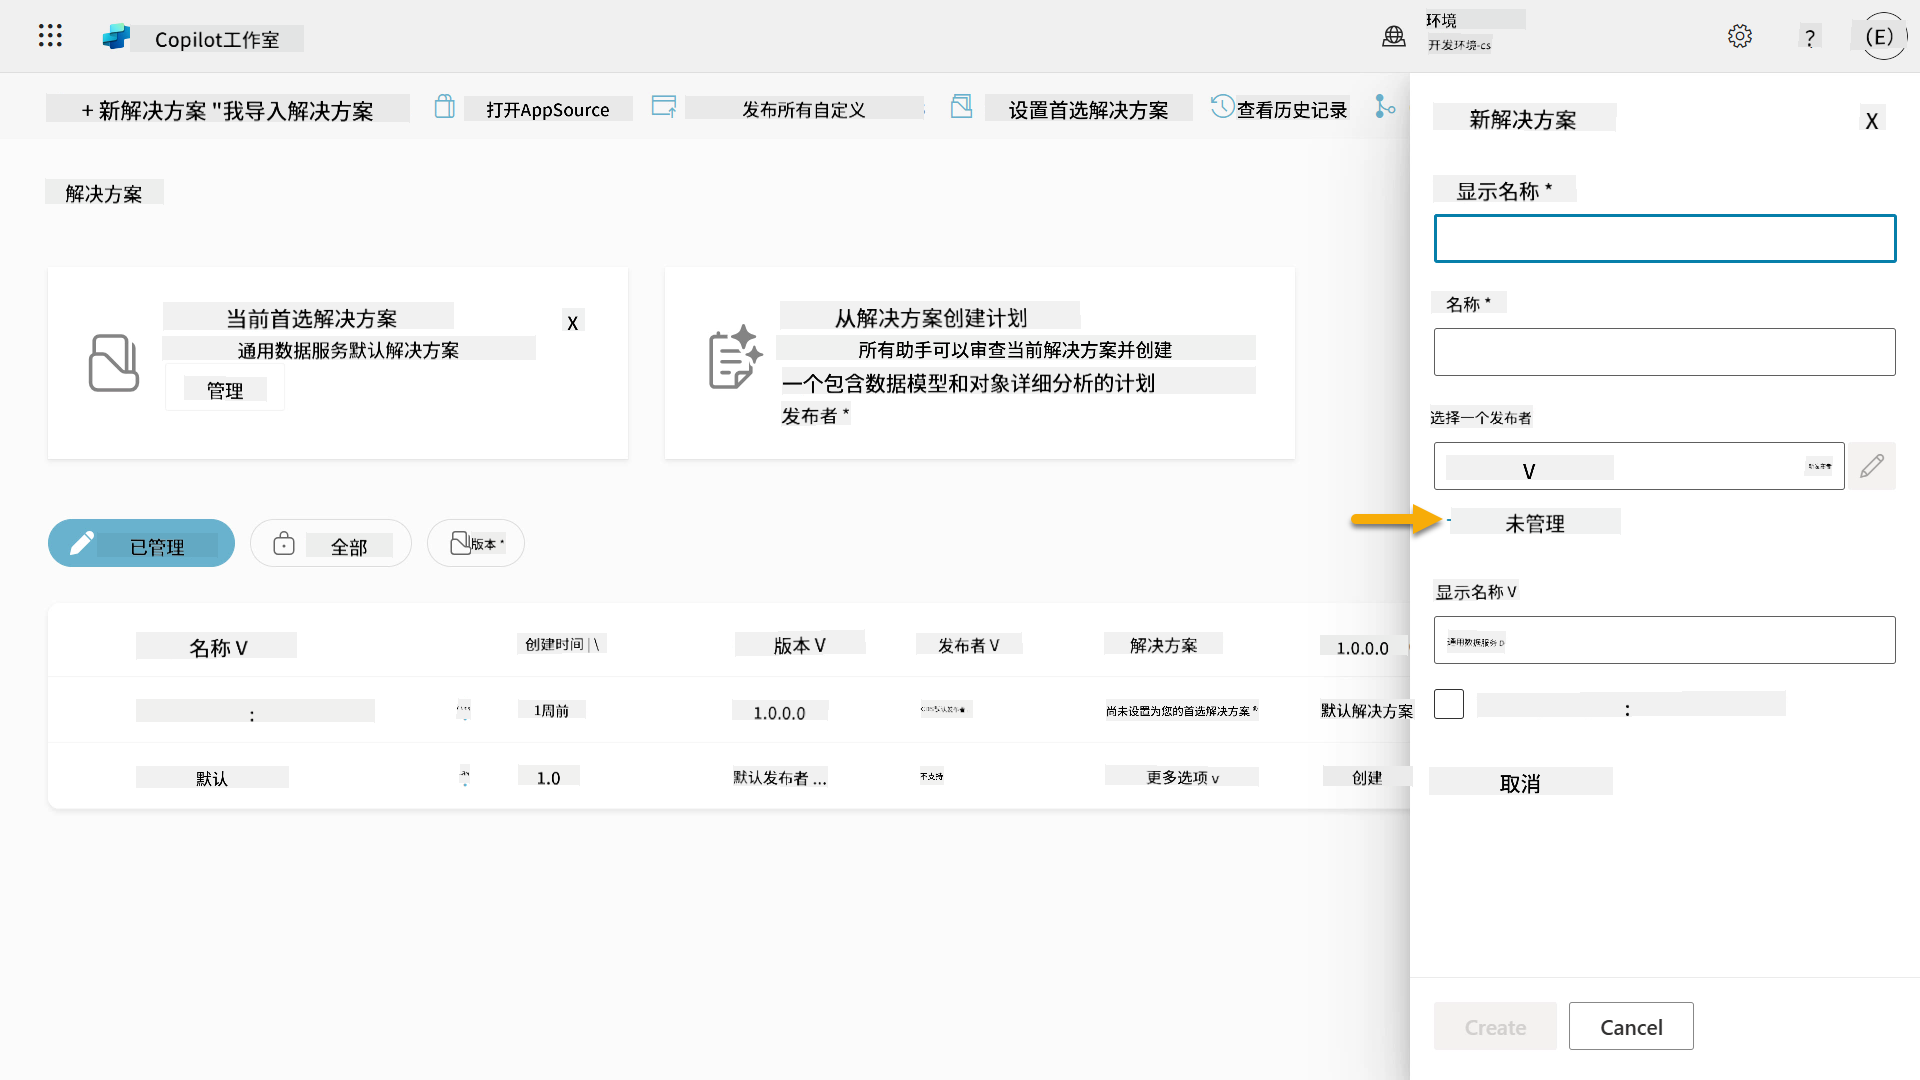 Copilot工作室
环境
开发环境-cs
?
(E)
+ 新解决方案 "我导入解决方案
打开AppSource
发布所有自定义
设置首选解决方案
查看历史记录
解决方案
当前首选解决方案
X
通用数据服务默认解决方案
管理
从解决方案创建计划
所有助手可以审查当前解决方案并创建
一个包含数据模型和对象详细分析的计划
发布者 *
已管理
全部
版本 *
名称 V
创建时间 | \
版本 V
发布者 V
解决方案
1.0.0.0
:
1周前
1.0.0.0
尚未设置为您的首选解决方案 *
默认解决方案
默认
1.0
默认发布者 ...
不支持
更多选项 v
创建
新解决方案
X
显示名称 *
名称 *
选择一个发布者
V
新发布者
未管理
显示名称 V
通用数据服务 D
:
取消
Create
Cancel